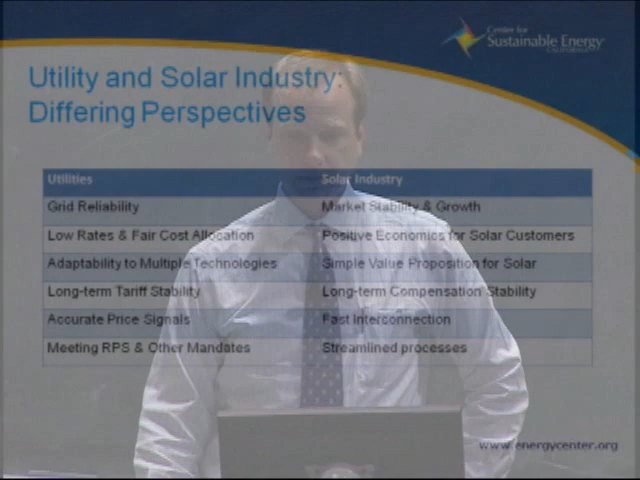 Center for
Sustainable Energy
CALIFORNIA
Utility and Solar Industry:
Differing Perspectives
Utilities Solar Industry
Grid Reliability Market Stability & Growth
Low Rates & Fair Cost Allocation Positive Economics for Solar Customers
Adaptability to Multiple Technologies Simple Value Proposition for Solar
Long-term Tariff Stability Long-term Compensation Stability
Accurate Price Signals Fast Interconnection
Meeting RPS & Other Mandates Streamlined processes
www.energycenter.org